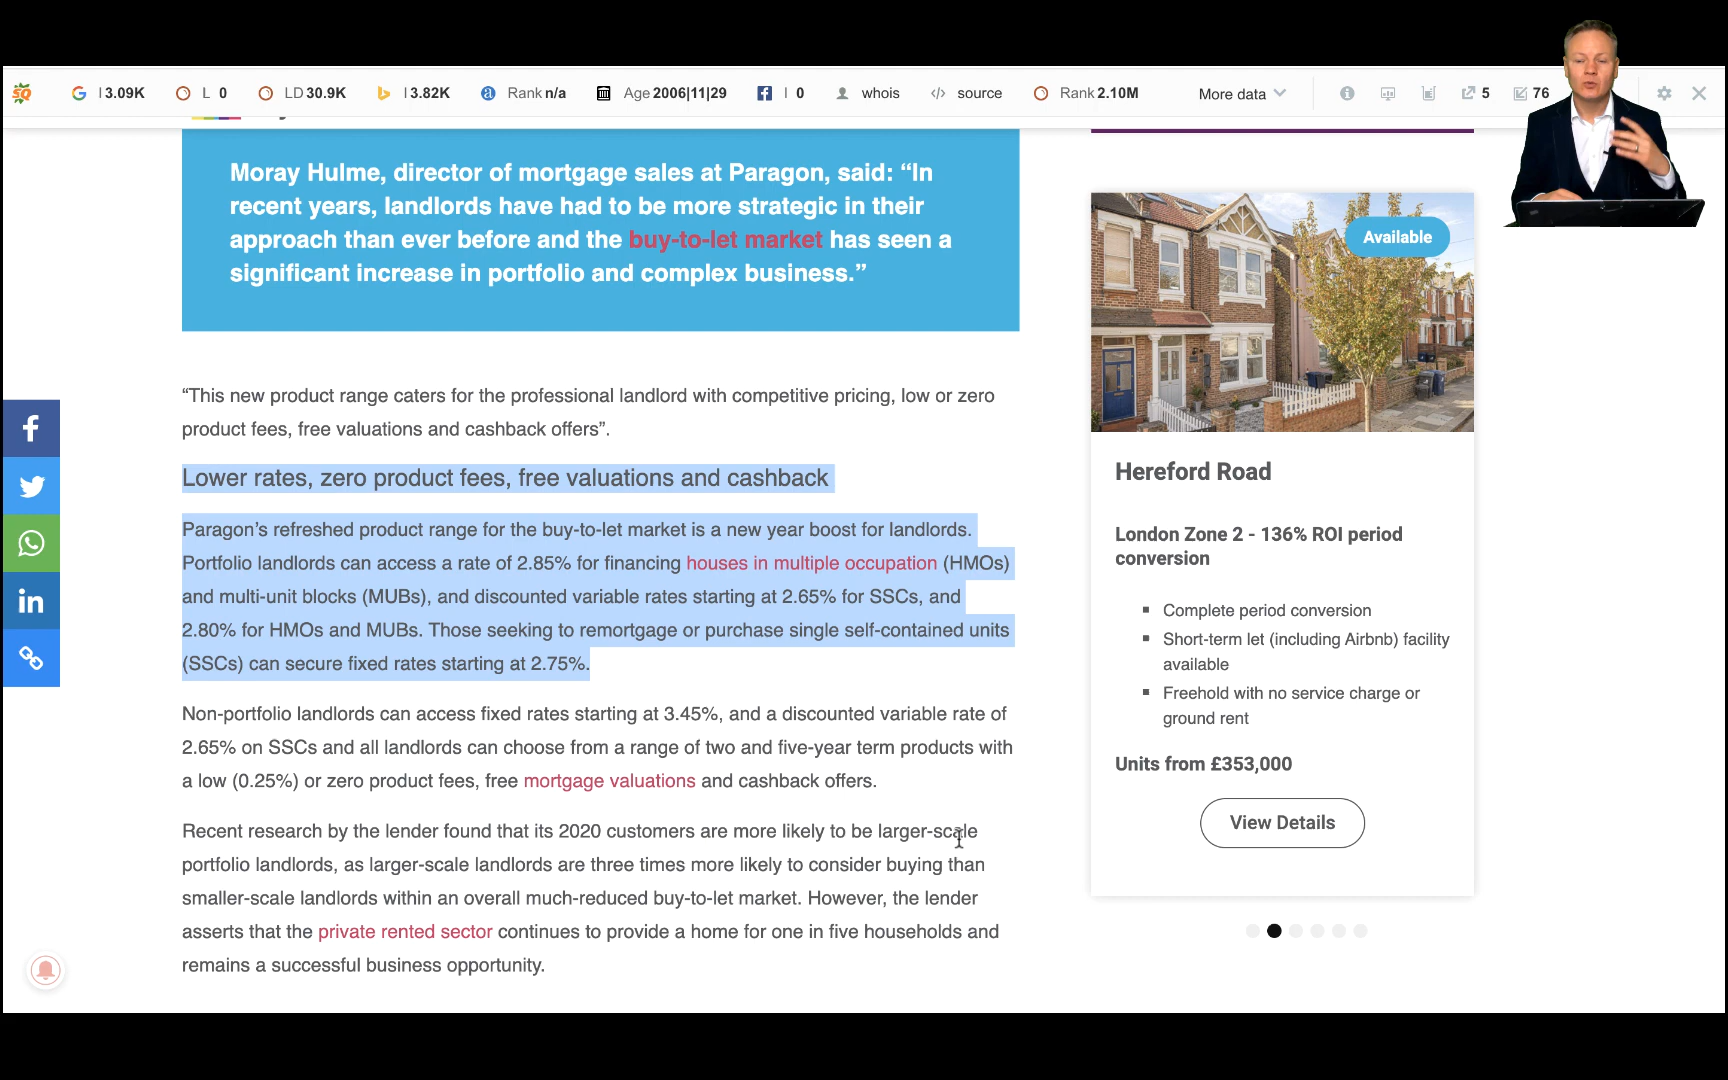 SQ I 3.09K L 0 LD 30.9K I 3.82K a Rank n/a Age 2006|11|29 I 0 whois </> source Rank 2.10M More data 5 76
Moray Hulme, director of mortgage sales at Paragon, said: “In
recent years, landlords have had to be more strategic in their
approach than ever before and the buy-to-let market has seen a
significant increase in portfolio and complex business.”
“This new product range caters for the professional landlord with competitive pricing, low or zero
product fees, free valuations and cashback offers”.
Lower rates, zero product fees, free valuations and cashback
Paragon’s refreshed product range for the buy-to-let market is a new year boost for landlords.
Portfolio landlords can access a rate of 2.85% for financing houses in multiple occupation (HMOs)
and multi-unit blocks (MUBs), and discounted variable rates starting at 2.65% for SSCs, and
2.80% for HMOs and MUBs. Those seeking to remortgage or purchase single self-contained units
(SSCs) can secure fixed rates starting at 2.75%.
Non-portfolio landlords can access fixed rates starting at 3.45%, and a discounted variable rate of
2.65% on SSCs and all landlords can choose from a range of two and five-year term products with
a low (0.25%) or zero product fees, free mortgage valuations and cashback offers.
Recent research by the lender found that its 2020 customers are more likely to be larger-scale
portfolio landlords, as larger-scale landlords are three times more likely to consider buying than
smaller-scale landlords within an overall much-reduced buy-to-let market. However, the lender
asserts that the private rented sector continues to provide a home for one in five households and
remains a successful business opportunity.
Available
Hereford Road
London Zone 2 - 136% ROI period
conversion
Complete period conversion
Short-term let (including Airbnb) facility
available
Freehold with no service charge or
ground rent
Units from £353,000
View Details